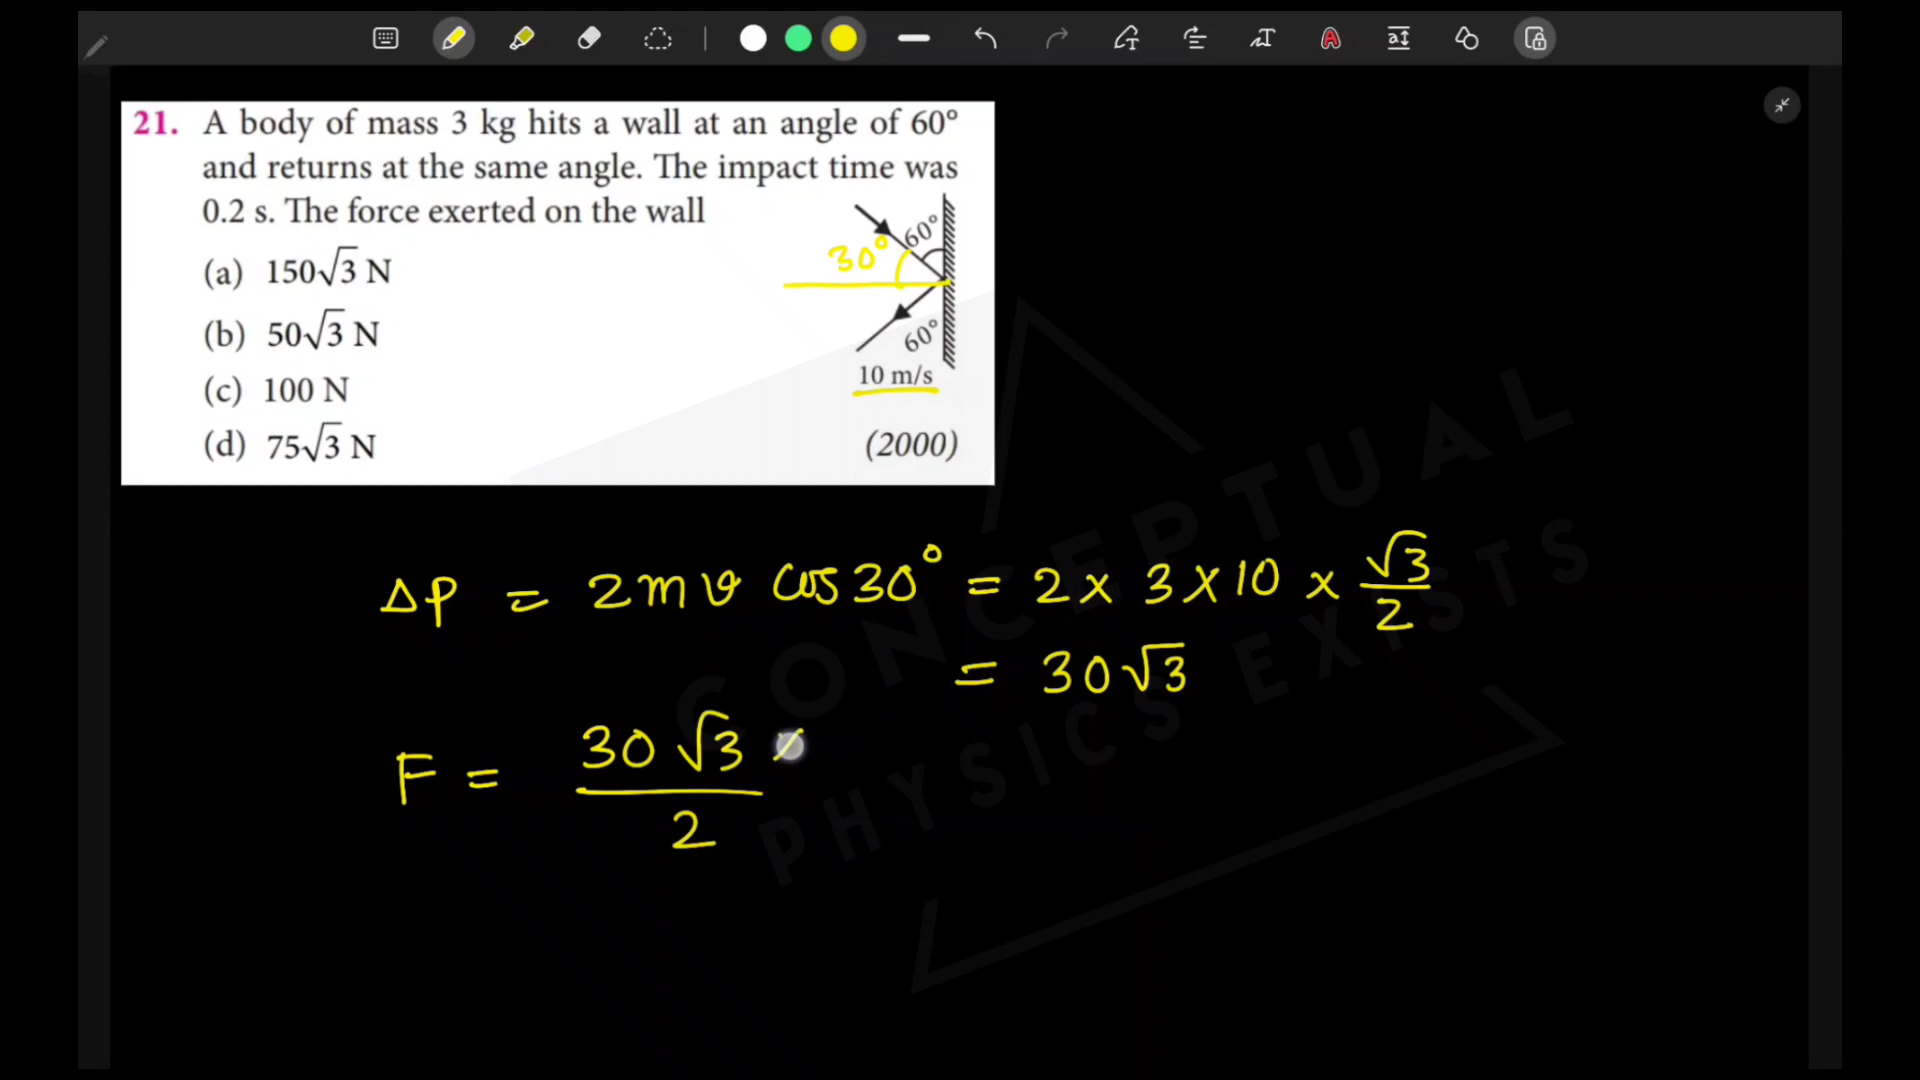 21. A body of mass 3 kg hits a wall at an angle of 60°
and returns at the same angle. The impact time was
0.2 s. The force exerted on the wall
60°
30°
(a) 150√3 N
(b) 50√3 N
60°
(c) 100 N
10 m/s
(d) 75√3 N
(2000)
Δp = 2mv cos30° = 2 × 3 × 10 × √3/2
= 30√3
F = 30√3/2
CONCEPTUAL
PHYSICS EXISTS